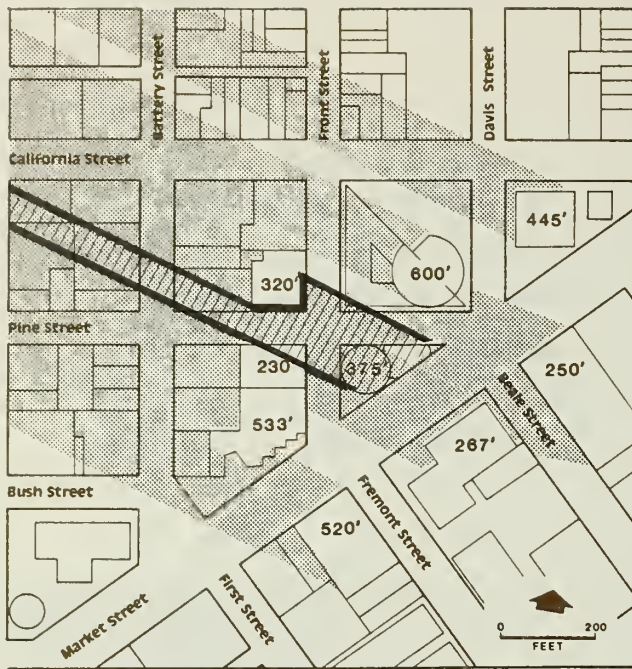 Battery Street
Front Street
Davis Street
California Street
445'
600'
320'
Pine Street
230
375'
250'
533'
267'
Beale Street
Bush Street
520'
Fremont Street
First Street
Market Street
0 200
FEET